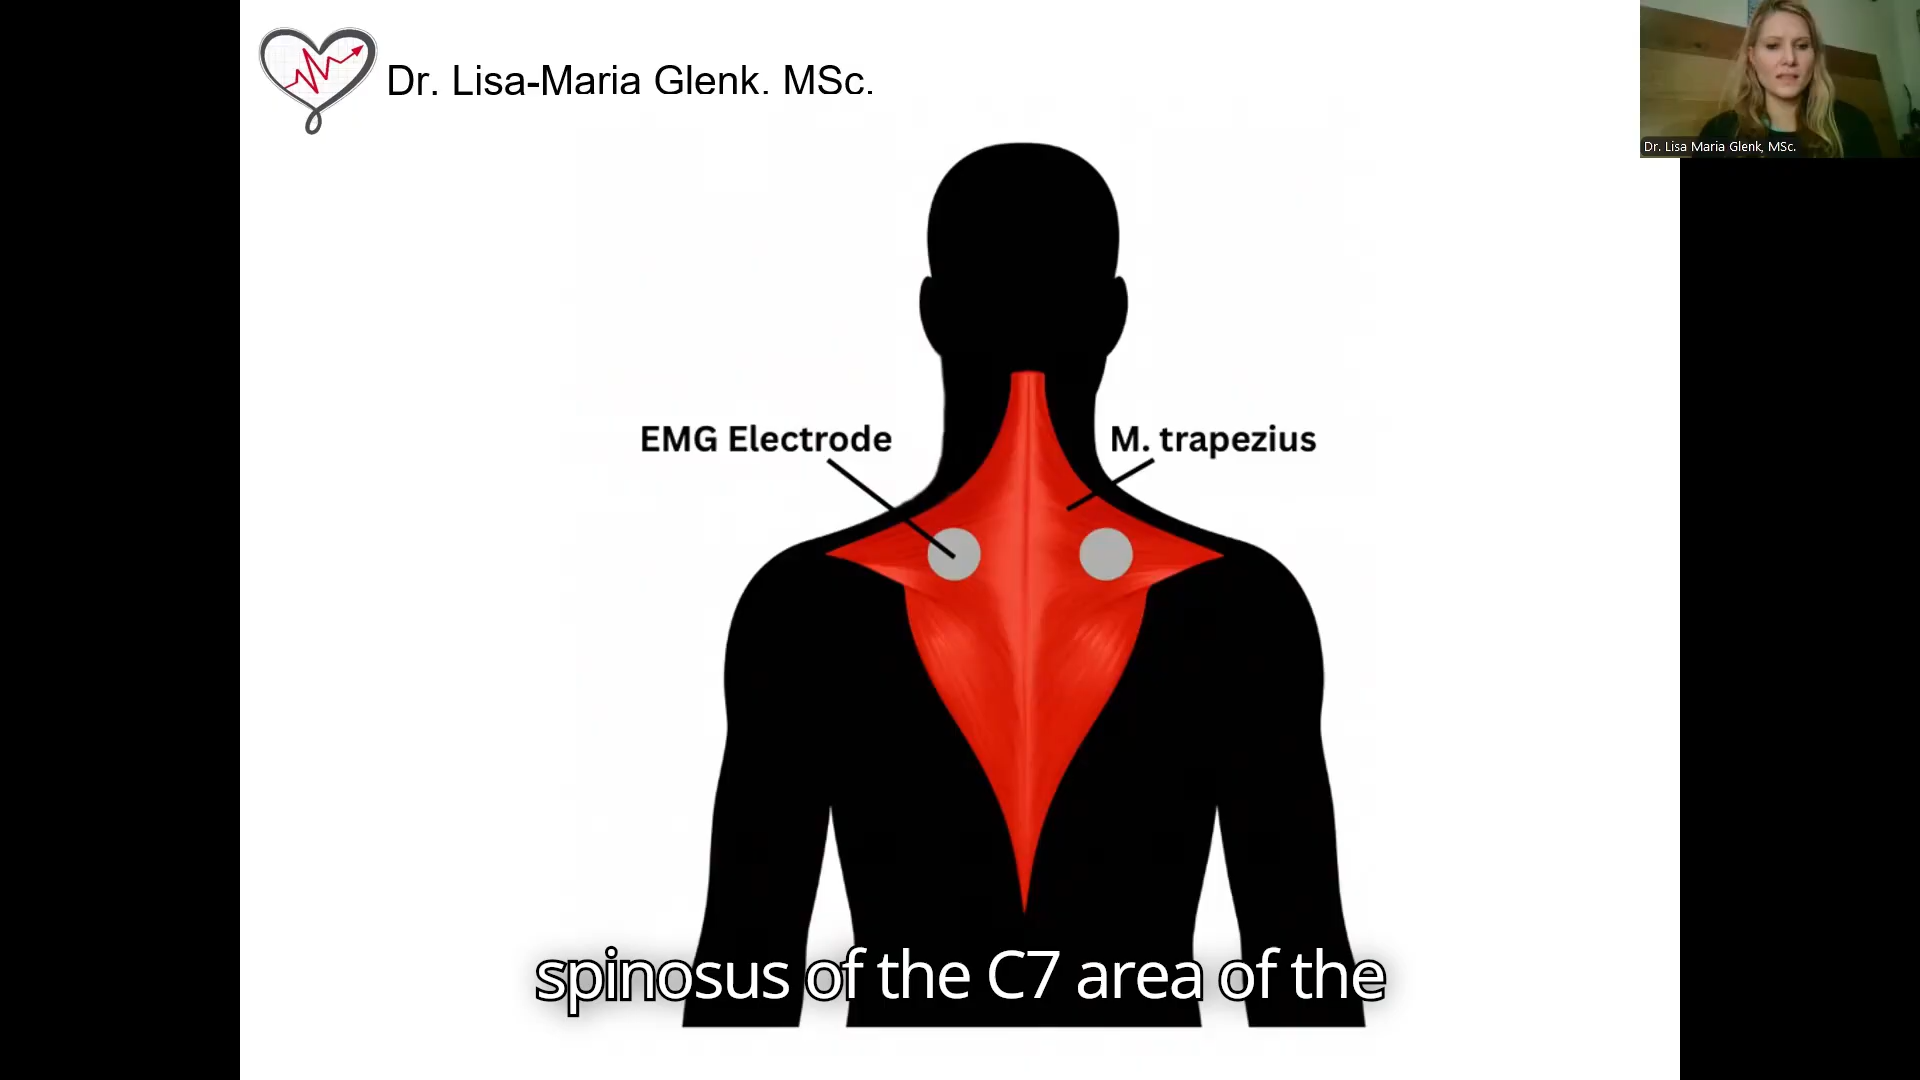 Dr. Lisa-Maria Glenk. MSc.
Dr. Lisa Maria Glenk, MSc.
EMG Electrode
M. trapezius
spinosus of the C7 area of the